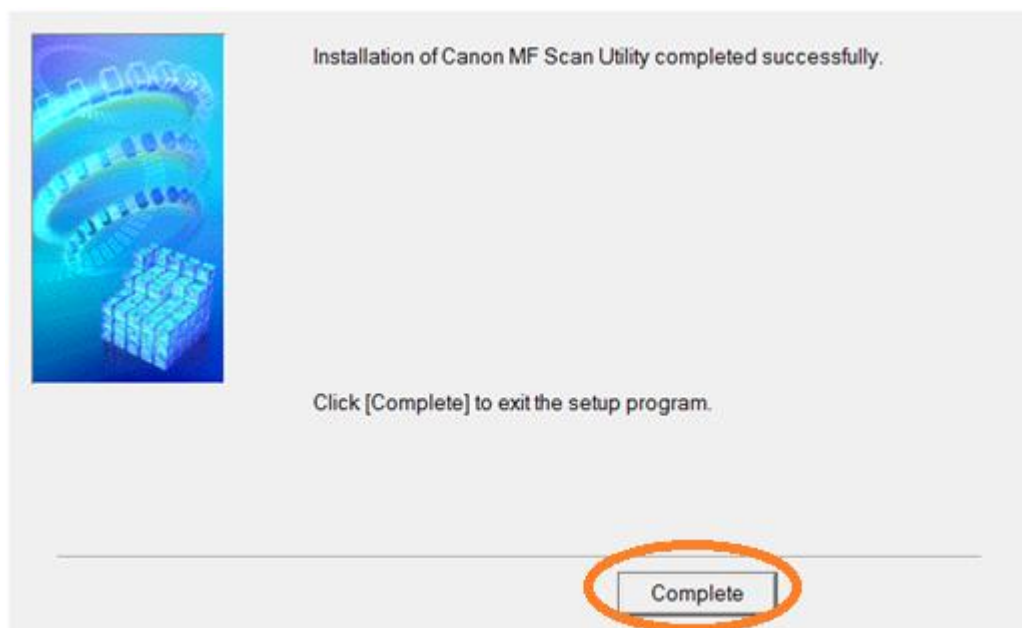 Installation of Canon MF Scan Utility completed successfully.
Click [Complete] to exit the setup program.
Complete